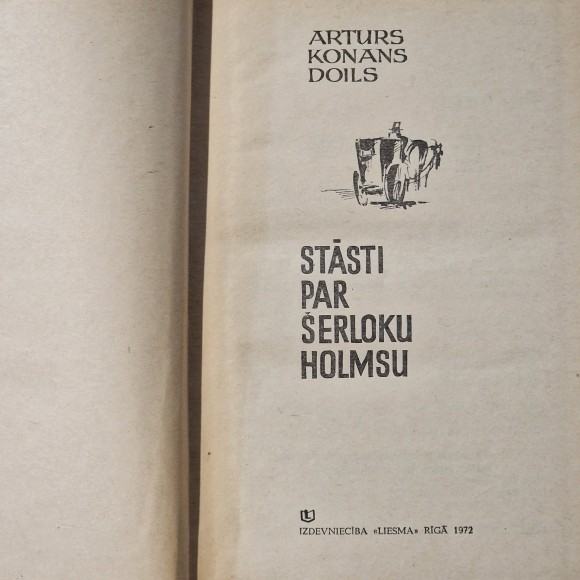 ARTURS
KONANS
DOILS
STĀSTI
PAR
ŠERLOKU
HOLMSU
IZDEVNIECĪBA «LIESMA» RĪGĀ 1972